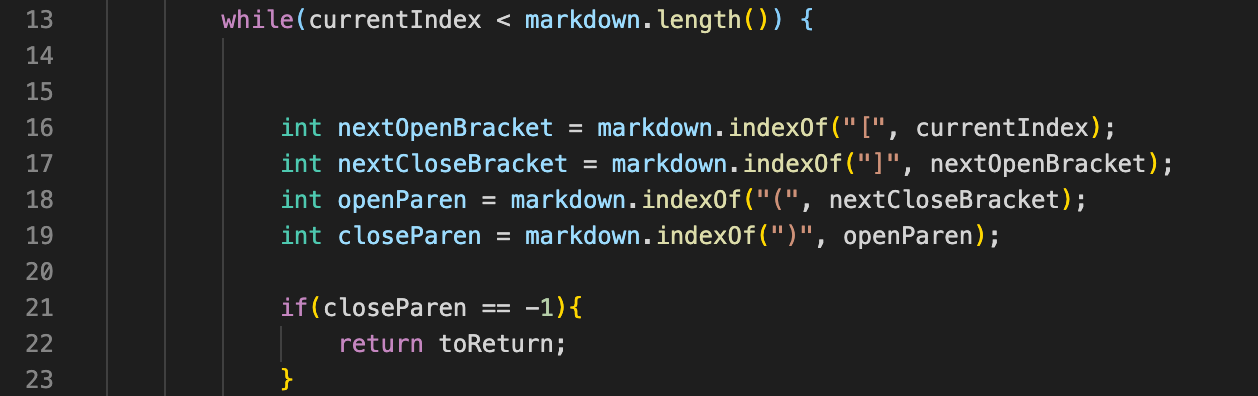 13 while(currentIndex < markdown.length()) {
14
15
16 int nextOpenBracket = markdown.indexOf("[", currentIndex);
17 int nextCloseBracket = markdown.indexOf("]", nextOpenBracket);
18 int openParen = markdown.indexOf("(", nextCloseBracket);
19 int closeParen = markdown.indexOf(")", openParen);
20
21 if(closeParen == -1){
22 return toReturn;
23 }